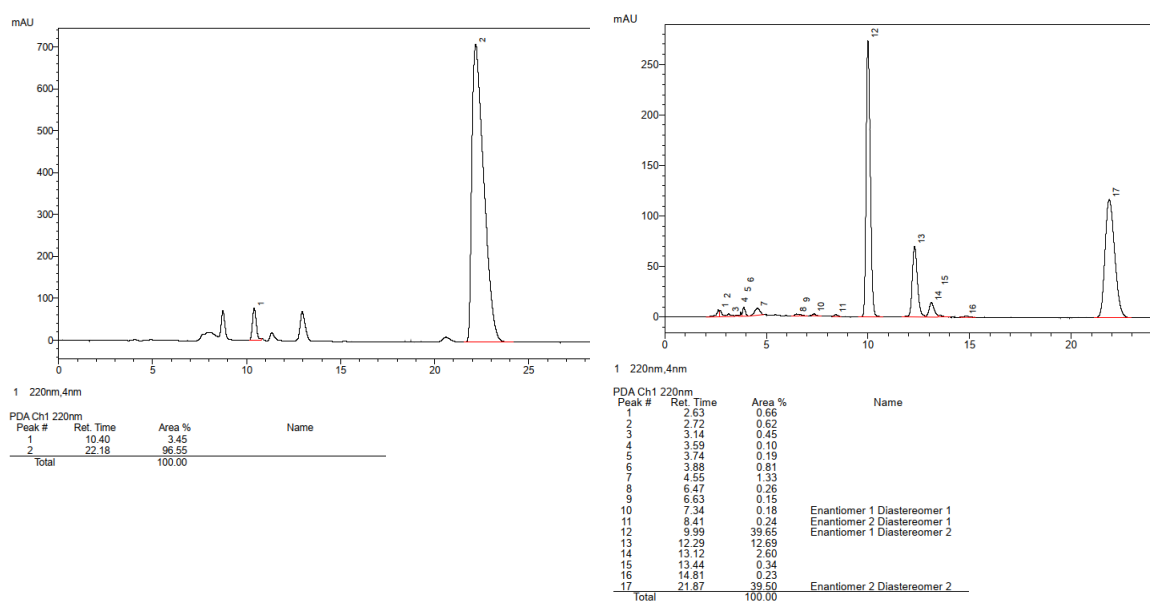 mAU
700
600
500
400
300
200
100
0
2
1
0 5 10 15 20 25
1 220nm,4nm
PDA Ch1 220nm
Peak # Ret. Time Area % Name
1 10.40 3.45
2 22.18 96.55
Total 100.00
mAU
250
200
150
100
50
0
1
2
3
4
5
6
7
8
9
10
11
12
13
14
15
16
17
0 5 10 15 20
1 220nm,4nm
PDA Ch1 220nm
Peak # Ret. Time Area % Name
1 2.63 0.66
2 2.72 0.62
3 3.14 0.45
4 3.59 0.10
5 3.74 0.19
6 3.88 0.81
7 4.55 1.33
8 6.47 0.26
9 6.63 0.15
10 7.34 0.18 Enantiomer 1 Diastereomer 1
11 8.41 0.24 Enantiomer 2 Diastereomer 1
12 9.99 39.65 Enantiomer 1 Diastereomer 2
13 12.29 12.69
14 13.12 2.60
15 13.44 0.34
16 14.81 0.23
17 21.87 39.50 Enantiomer 2 Diastereomer 2
Total 100.00